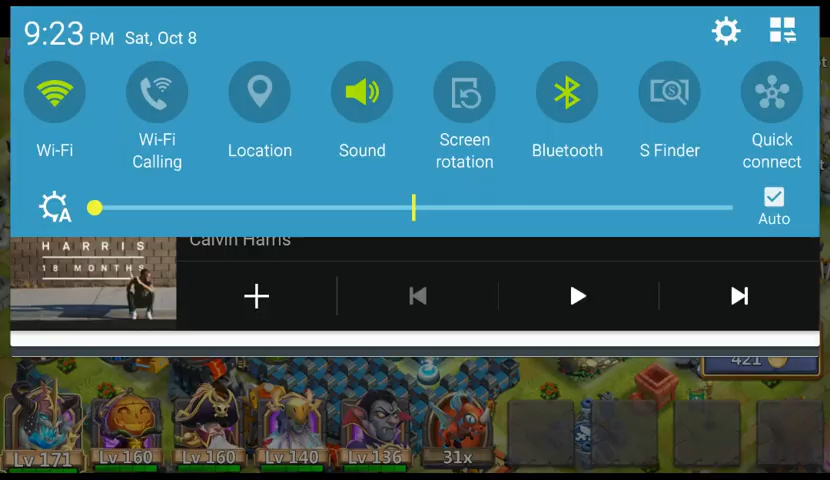 9:23 PM Sat, Oct 8
Wi-Fi
Wi-Fi Calling
Location
Sound
Screen rotation
Bluetooth
S Finder
Quick connect
A
Auto
HARRIS
18 MONTHS
Calvin Harris
421
Lv 171
Lv 160
Lv 160
Lv 140
Lv 136
31x